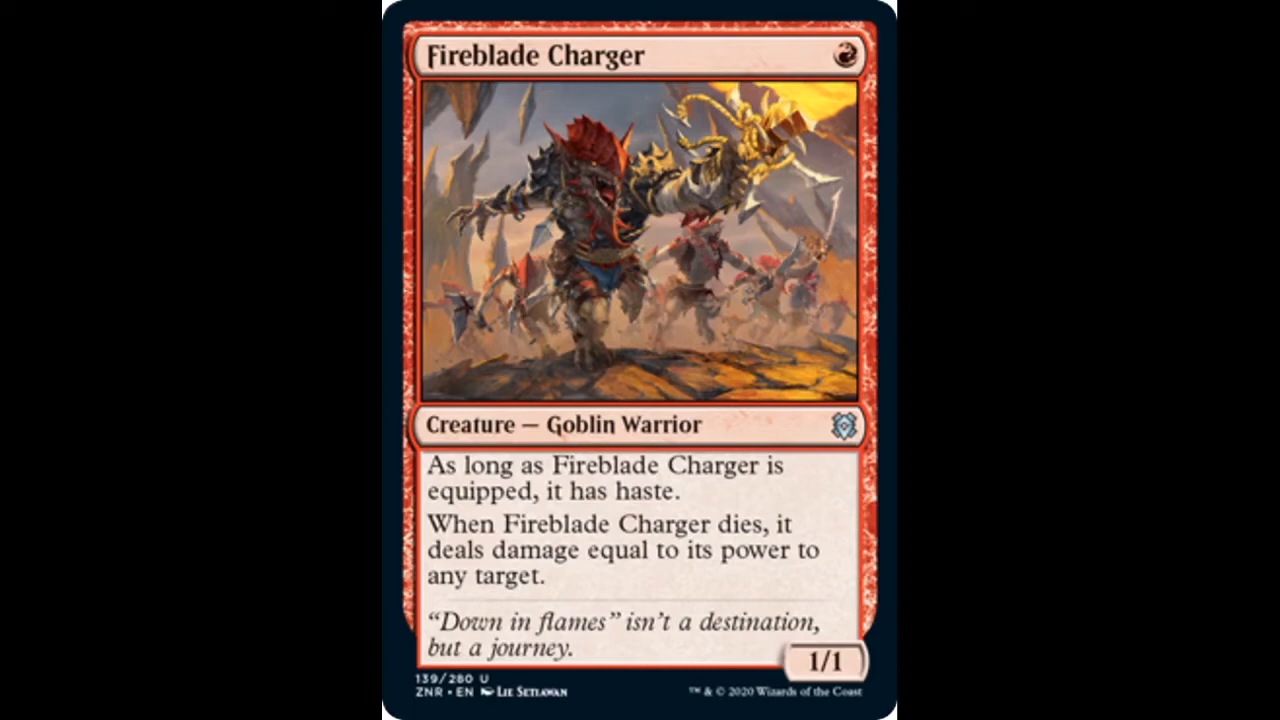 Fireblade Charger
Creature — Goblin Warrior
As long as Fireblade Charger is
equipped, it has haste.
When Fireblade Charger dies, it
deals damage equal to its power to
any target.
“Down in flames” isn’t a destination,
but a journey.
1/1
139/280 U
ZNR • EN Lie Setiawan
™ & © 2020 Wizards of the Coast